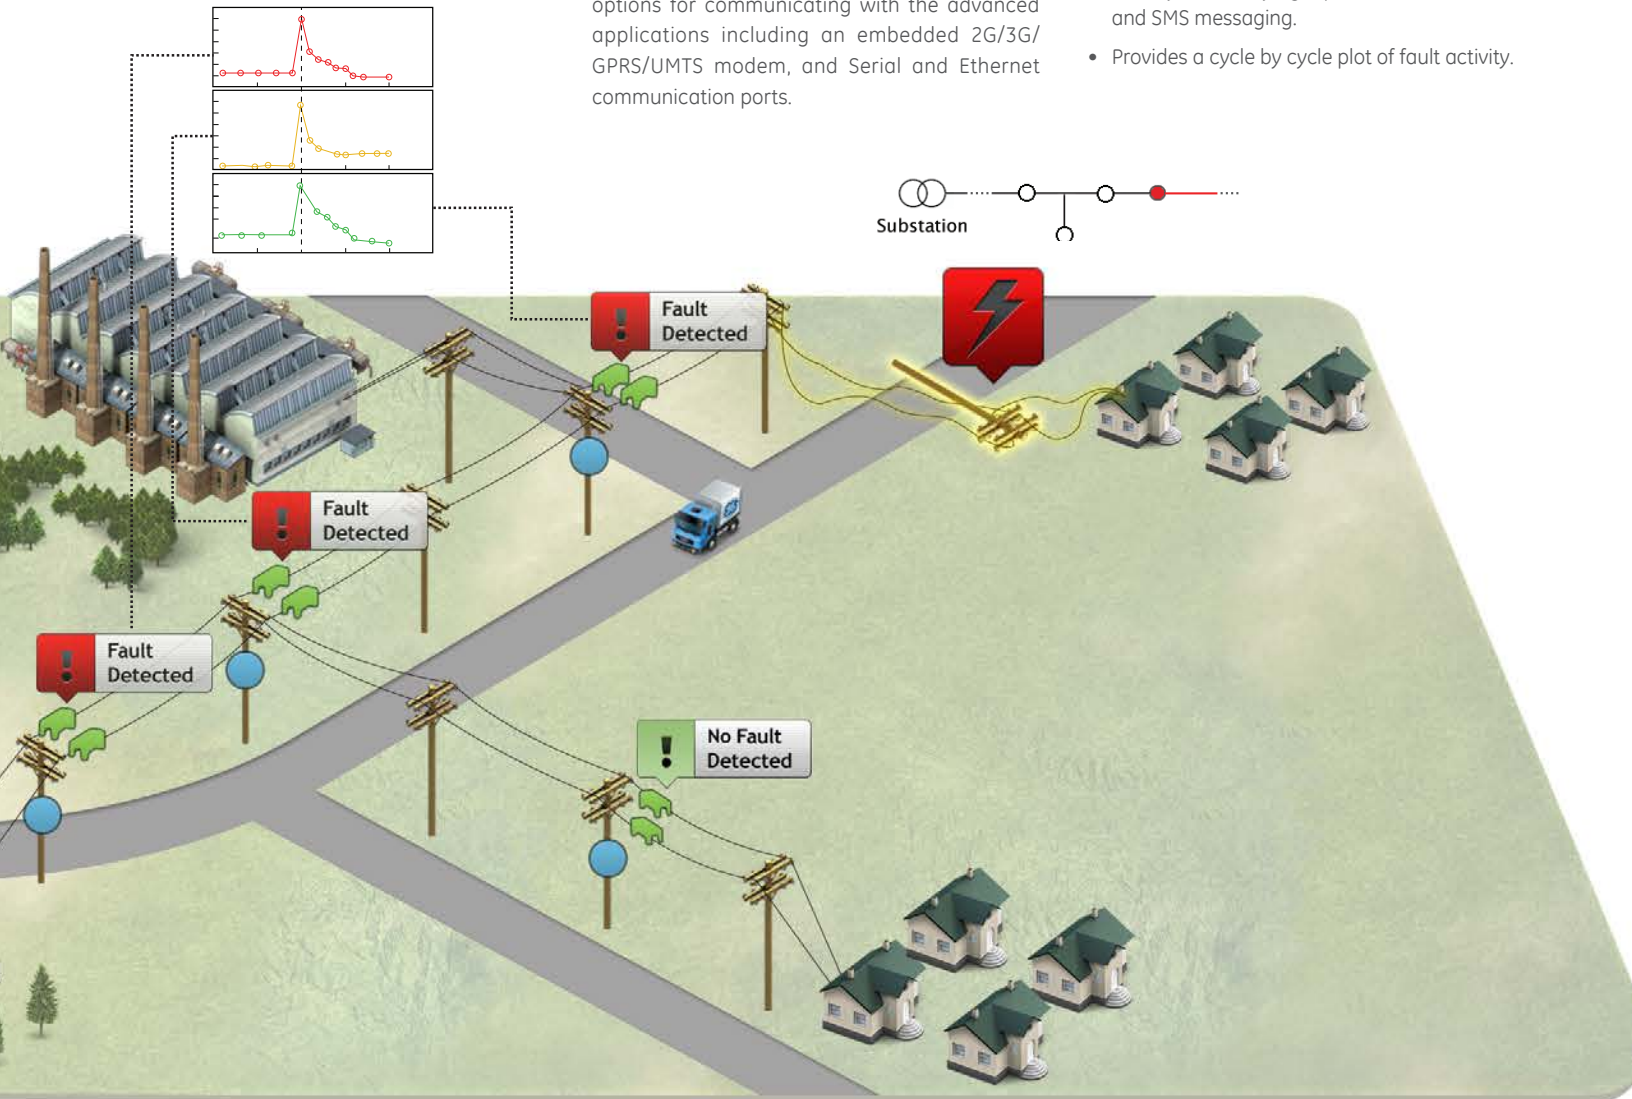 options for communicating with the advanced
applications including an embedded 2G/3G/
GPRS/UMTS modem, and Serial and Ethernet
communication ports.
and SMS messaging.
• Provides a cycle by cycle plot of fault activity.
Substation
Fault
Detected
Fault
Detected
Fault
Detected
No Fault
Detected